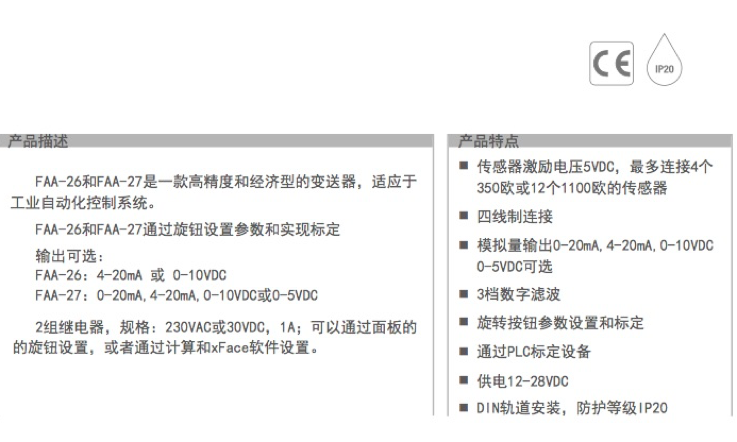 CE
IP20
产品描述
FAA-26和FAA-27是一款高精度和经济型的变送器，适应于
工业自动化控制系统。
FAA-26和FAA-27通过旋钮设置参数和实现标定
输出可选：
FAA-26：4-20mA 或 0-10VDC
FAA-27：0-20mA,4-20mA,0-10VDC或0-5VDC
2组继电器，规格：230VAC或30VDC，1A；可以通过面板的
的旋钮设置，或者通过计算和xFace软件设置。
产品特点
■ 传感器激励电压5VDC，最多连接4个
350欧或12个1100欧的传感器
■ 四线制连接
■ 模拟量输出0-20mA,4-20mA,0-10VDC
0-5VDC可选
■ 3档数字滤波
■ 旋转按钮参数设置和标定
■ 通过PLC标定设备
■ 供电12-28VDC
■ DIN轨道安装，防护等级IP20